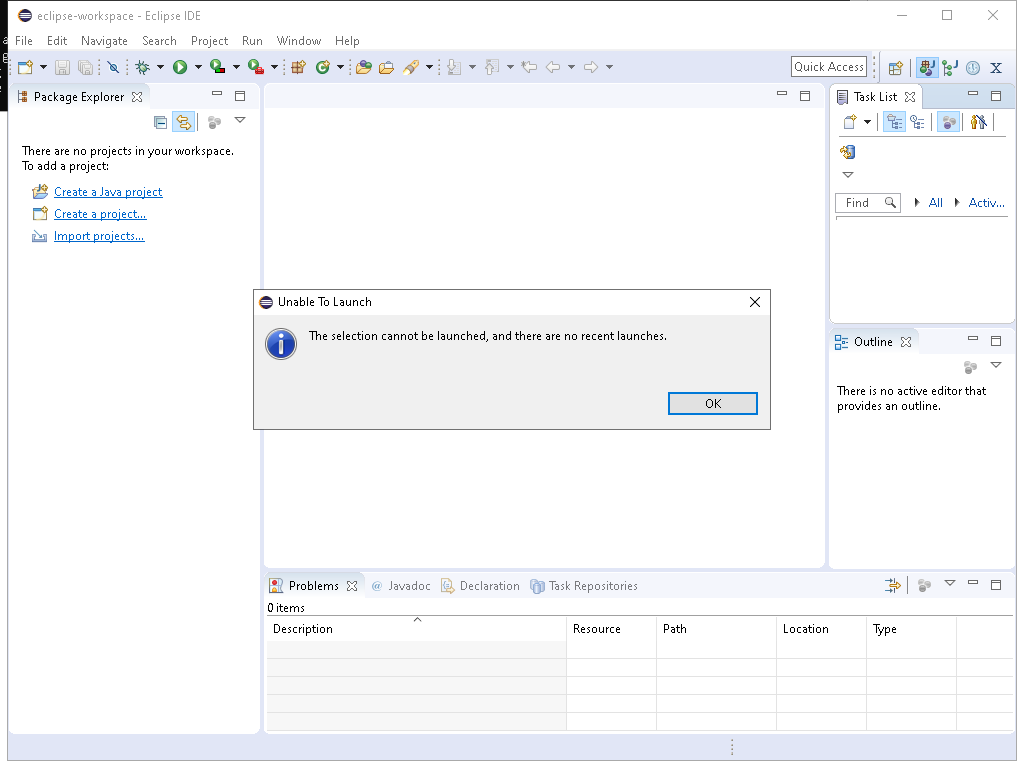 eclipse-workspace - Eclipse IDE
File Edit Navigate Search Project Run Window Help
Quick Access
Package Explorer
Task List
There are no projects in your workspace.
To add a project:
Create a Java project
Create a project...
Import projects...
Find All Activ...
Unable To Launch
The selection cannot be launched, and there are no recent launches.
OK
Outline
There is no active editor that
provides an outline.
Problems Javadoc Declaration Task Repositories
0 items
Description Resource Path Location Type